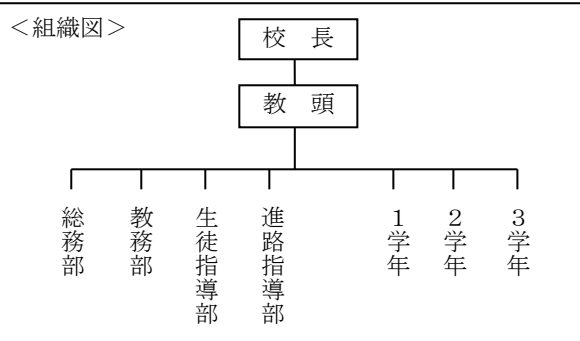 ＜組織図＞
校　長
教　頭
総務部
教務部
生徒指導部
進路指導部
１学年
２学年
３学年